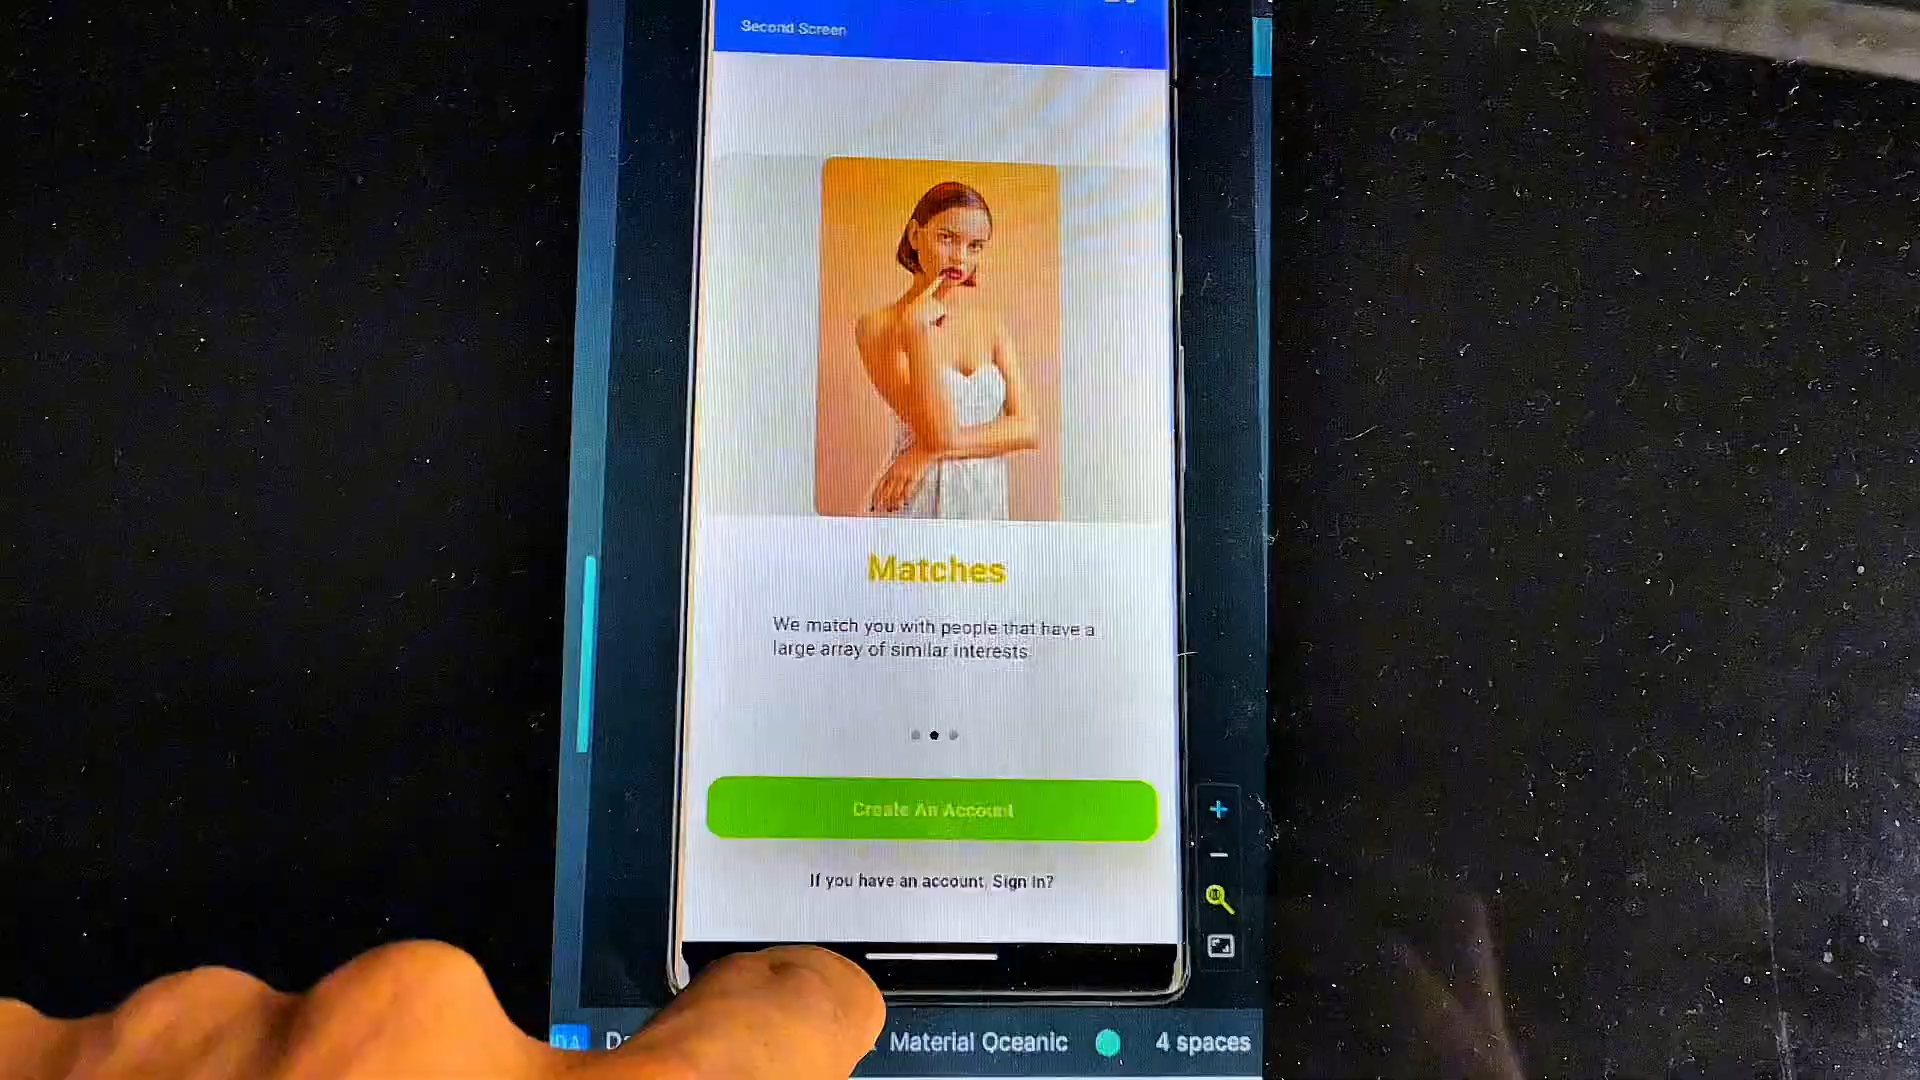 Second Screen
Matches
We match you with people that have a
large array of similar interests.
Create An Account
If you have an account, Sign In?
Material Oceanic
4 spaces